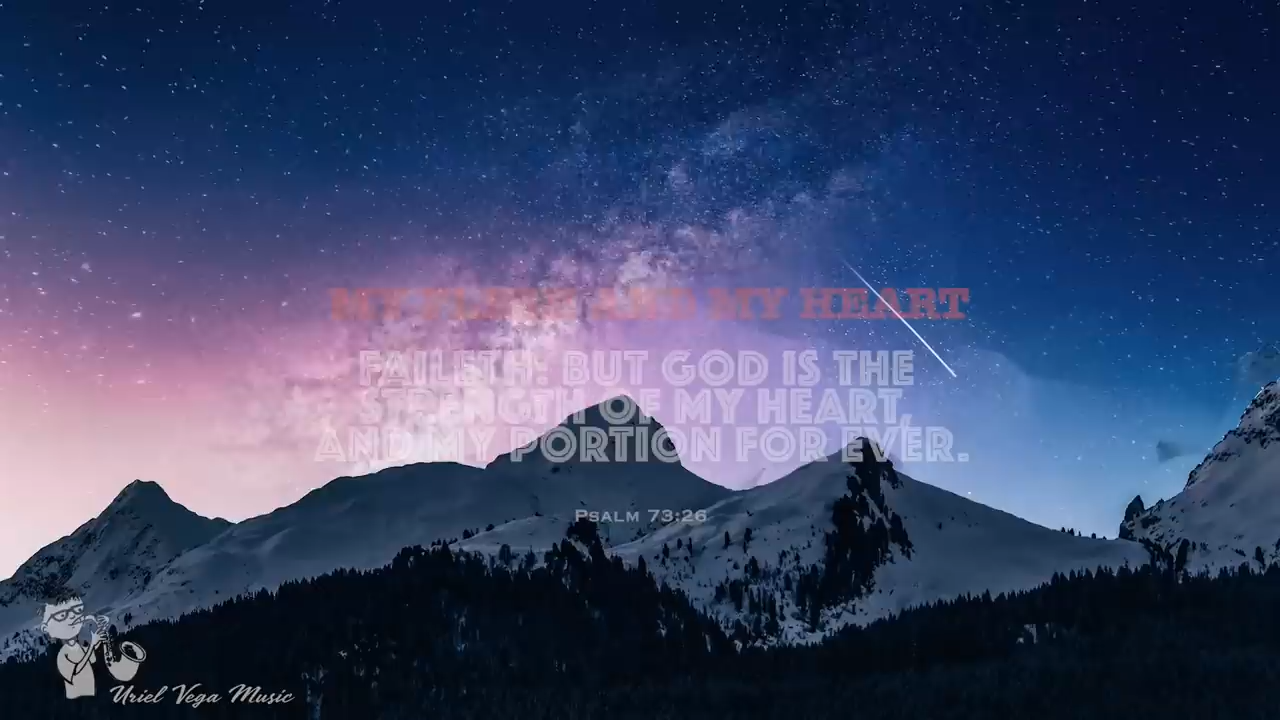 MY FLESH AND MY HEART
FAILETH: BUT GOD IS THE
STRENGTH OF MY HEART,
AND MY PORTION FOR EVER.
PSALM 73:26
Uriel Vega Music